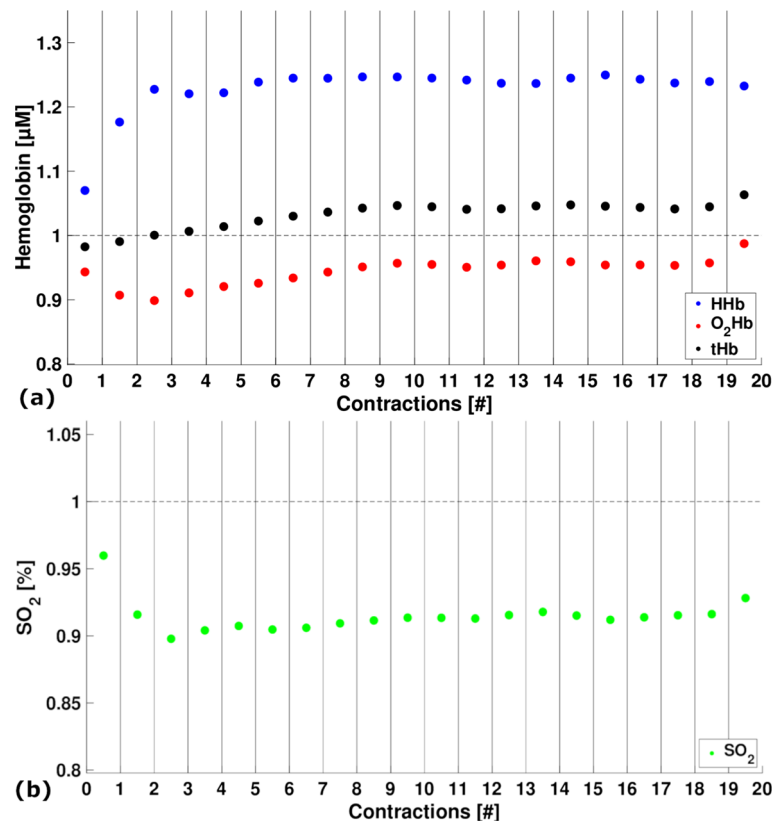 1.3
1.2
1.1
1
0.9
0.8
Hemoglobin [μM]
HHb
O₂Hb
tHb
0 1 2 3 4 5 6 7 8 9 10 11 12 13 14 15 16 17 18 19 20
(a)
Contractions [#]
1.05
1
0.95
0.9
0.85
0.8
SO₂ [%]
SO₂
(b)
0 1 2 3 4 5 6 7 8 9 10 11 12 13 14 15 16 17 18 19 20
Contractions [#]